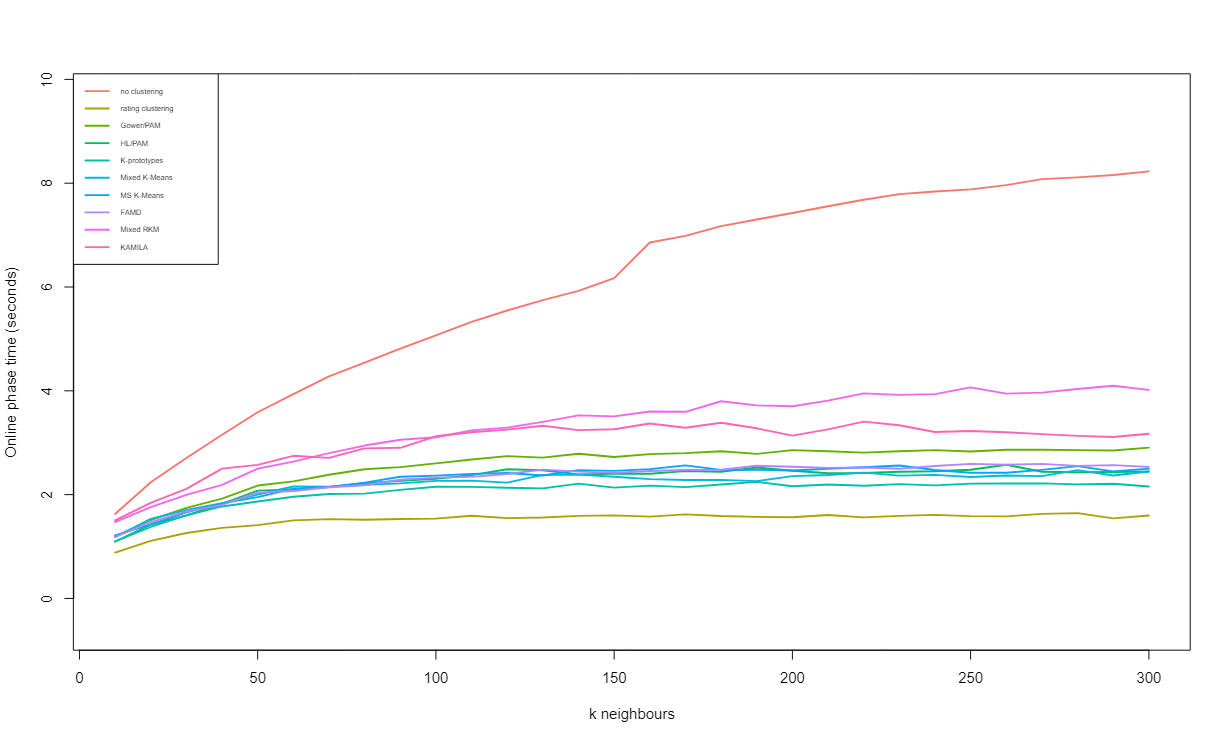 no clustering
rating clustering
Gower/PAM
HL/PAM
K-prototypes
Mixed K-Means
MS K-Means
FAMD
Mixed RKM
KAMILA
Online phase time (seconds)
10
8
6
4
2
0
0 50 100 150 200 250 300
k neighbours